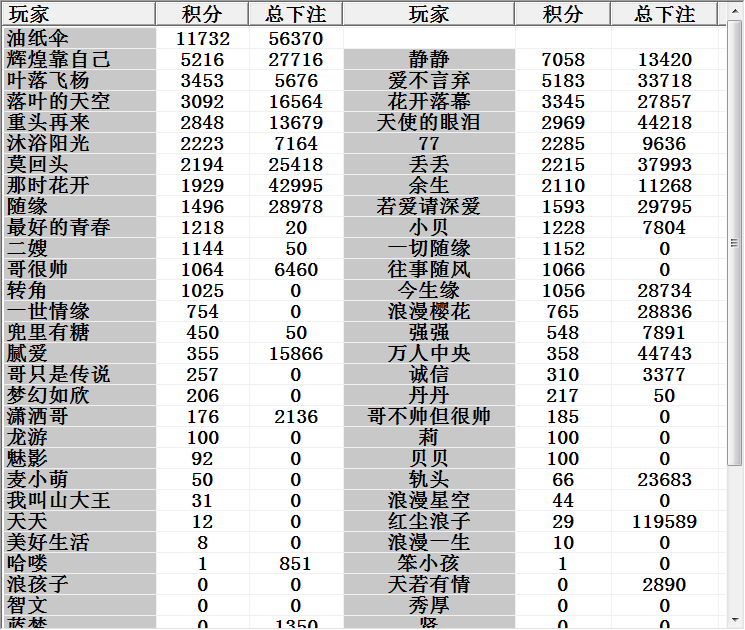 玩家 积分 总下注 玩家 积分 总下注
油纸伞 11732 56370
辉煌靠自己 5216 27716 静静 7058 13420
叶落飞杨 3453 5676 爱不言弃 5183 33718
落叶的天空 3092 16564 花开落幕 3345 27857
重头再来 2848 13679 天使的眼泪 2969 44218
沐浴阳光 2223 7164 77 2285 9636
莫回头 2194 25418 丢丢 2215 37993
那时花开 1929 42995 余生 2110 11268
随缘 1496 28978 若爱请深爱 1593 29795
最好的青春 1218 20 小贝 1228 7804
二嫂 1144 50 一切随缘 1152 0
哥很帅 1064 6460 往事随风 1066 0
转角 1025 0 今生缘 1056 28734
一世情缘 754 0 浪漫樱花 765 28836
兜里有糖 450 50 强强 548 7891
腻爱 355 15866 万人中央 358 44743
哥只是传说 257 0 诚信 310 3377
梦幻如欣 206 0 丹丹 217 50
潇洒哥 176 2136 哥不帅但很帅 185 0
龙游 100 0 莉 100 0
魅影 92 0 贝贝 100 0
麦小萌 50 0 轨头 66 23683
我叫山大王 31 0 浪漫星空 44 0
天天 12 0 红尘浪子 29 119589
美好生活 8 0 浪漫一生 10 0
哈喽 1 851 笨小孩 1 0
浪孩子 0 0 天若有情 0 2890
智文 0 0 秀厚 0 0
蓝梦 0 1350 贤 0 0